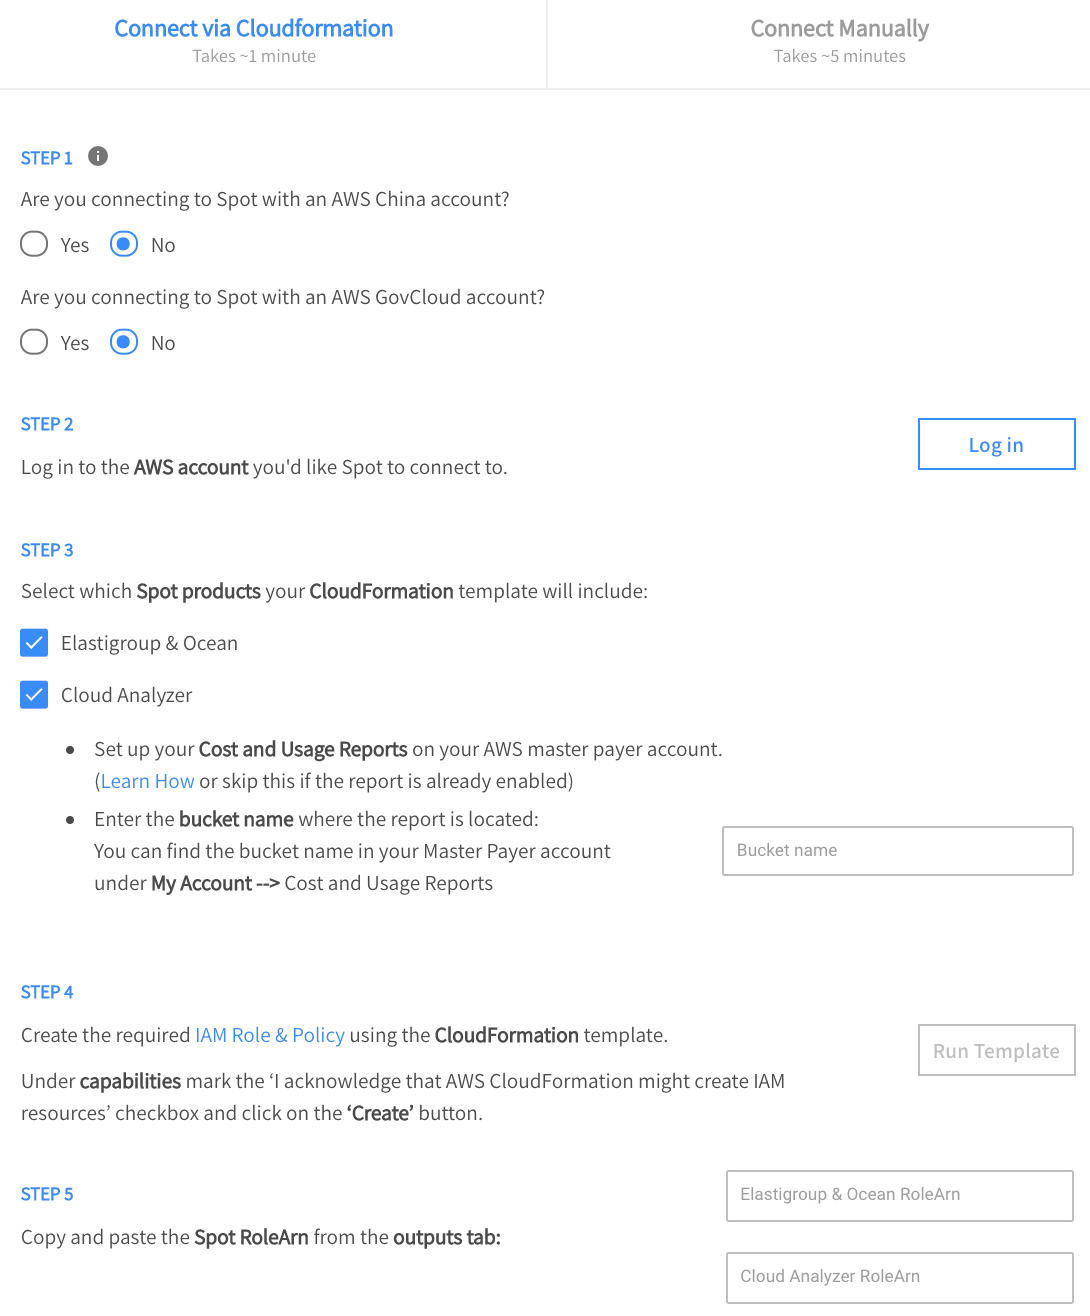 Connect via Cloudformation
Takes ~1 minute
Connect Manually
Takes ~5 minutes
STEP 1
Are you connecting to Spot with an AWS China account?
Yes
No
Are you connecting to Spot with an AWS GovCloud account?
Yes
No
STEP 2
Log in to the AWS account you'd like Spot to connect to.
Log in
STEP 3
Select which Spot products your CloudFormation template will include:
Elastigroup & Ocean
Cloud Analyzer
Set up your Cost and Usage Reports on your AWS master payer account.
(Learn How or skip this if the report is already enabled)
Enter the bucket name where the report is located:
You can find the bucket name in your Master Payer account
under My Account --> Cost and Usage Reports
Bucket name
STEP 4
Create the required IAM Role & Policy using the CloudFormation template.
Under capabilities mark the ‘I acknowledge that AWS CloudFormation might create IAM
resources’ checkbox and click on the ‘Create’ button.
Run Template
STEP 5
Copy and paste the Spot RoleArn from the outputs tab:
Elastigroup & Ocean RoleArn
Cloud Analyzer RoleArn